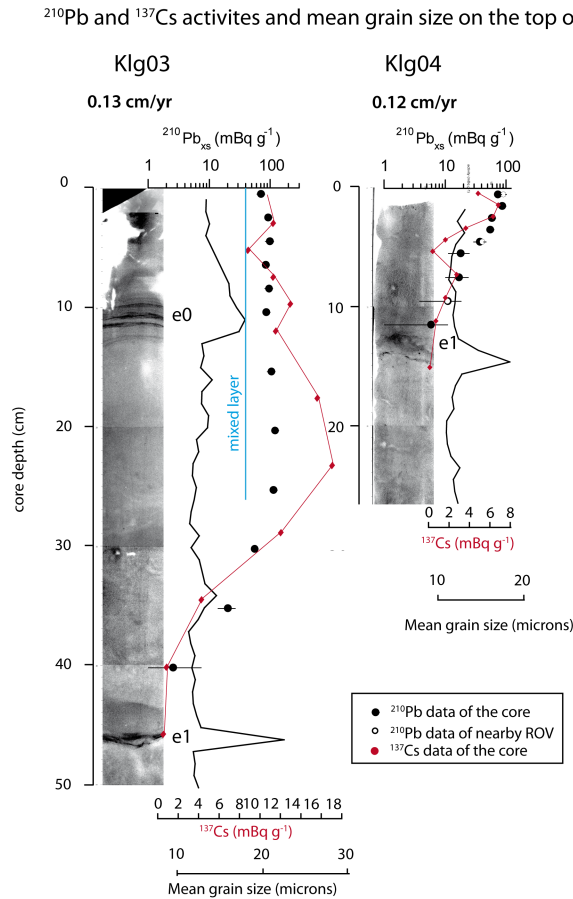 210Pb and 137Cs activites and mean grain size on the top o
Klg03
Klg04
0.13 cm/yr
0.12 cm/yr
210Pbxs (mBq g-1)
210Pbxs (mBq g-1)
1 10 100
1 10 100
0
0
10
e0
10
e1
mixed layer
core depth (cm)
20
20
0 2 4 6 8
137Cs (mBq g-1)
30
10 20
Mean grain size (microns)
40
210Pb data of the core
210Pb data of nearby ROV
137Cs data of the core
e1
50
0 2 4 6 8 10 12 14 16 18
137Cs (mBq g-1)
10 20 30
Mean grain size (microns)